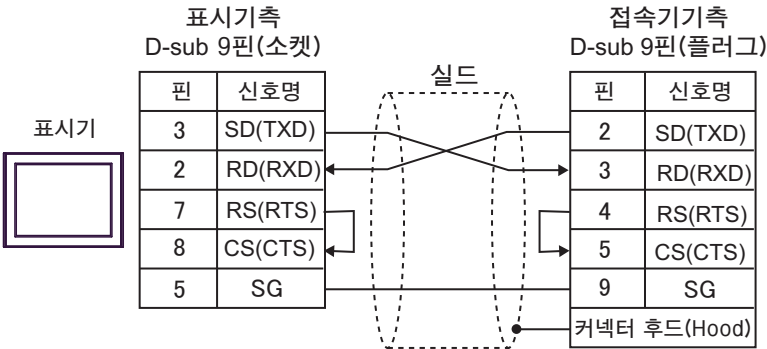 표시기측
D-sub 9핀(소켓)
접속기기측
D-sub 9핀(플러그)
실드
표시기
핀 신호명
3 SD(TXD)
2 RD(RXD)
7 RS(RTS)
8 CS(CTS)
5 SG
핀 신호명
2 SD(TXD)
3 RD(RXD)
4 RS(RTS)
5 CS(CTS)
9 SG
커넥터 후드(Hood)